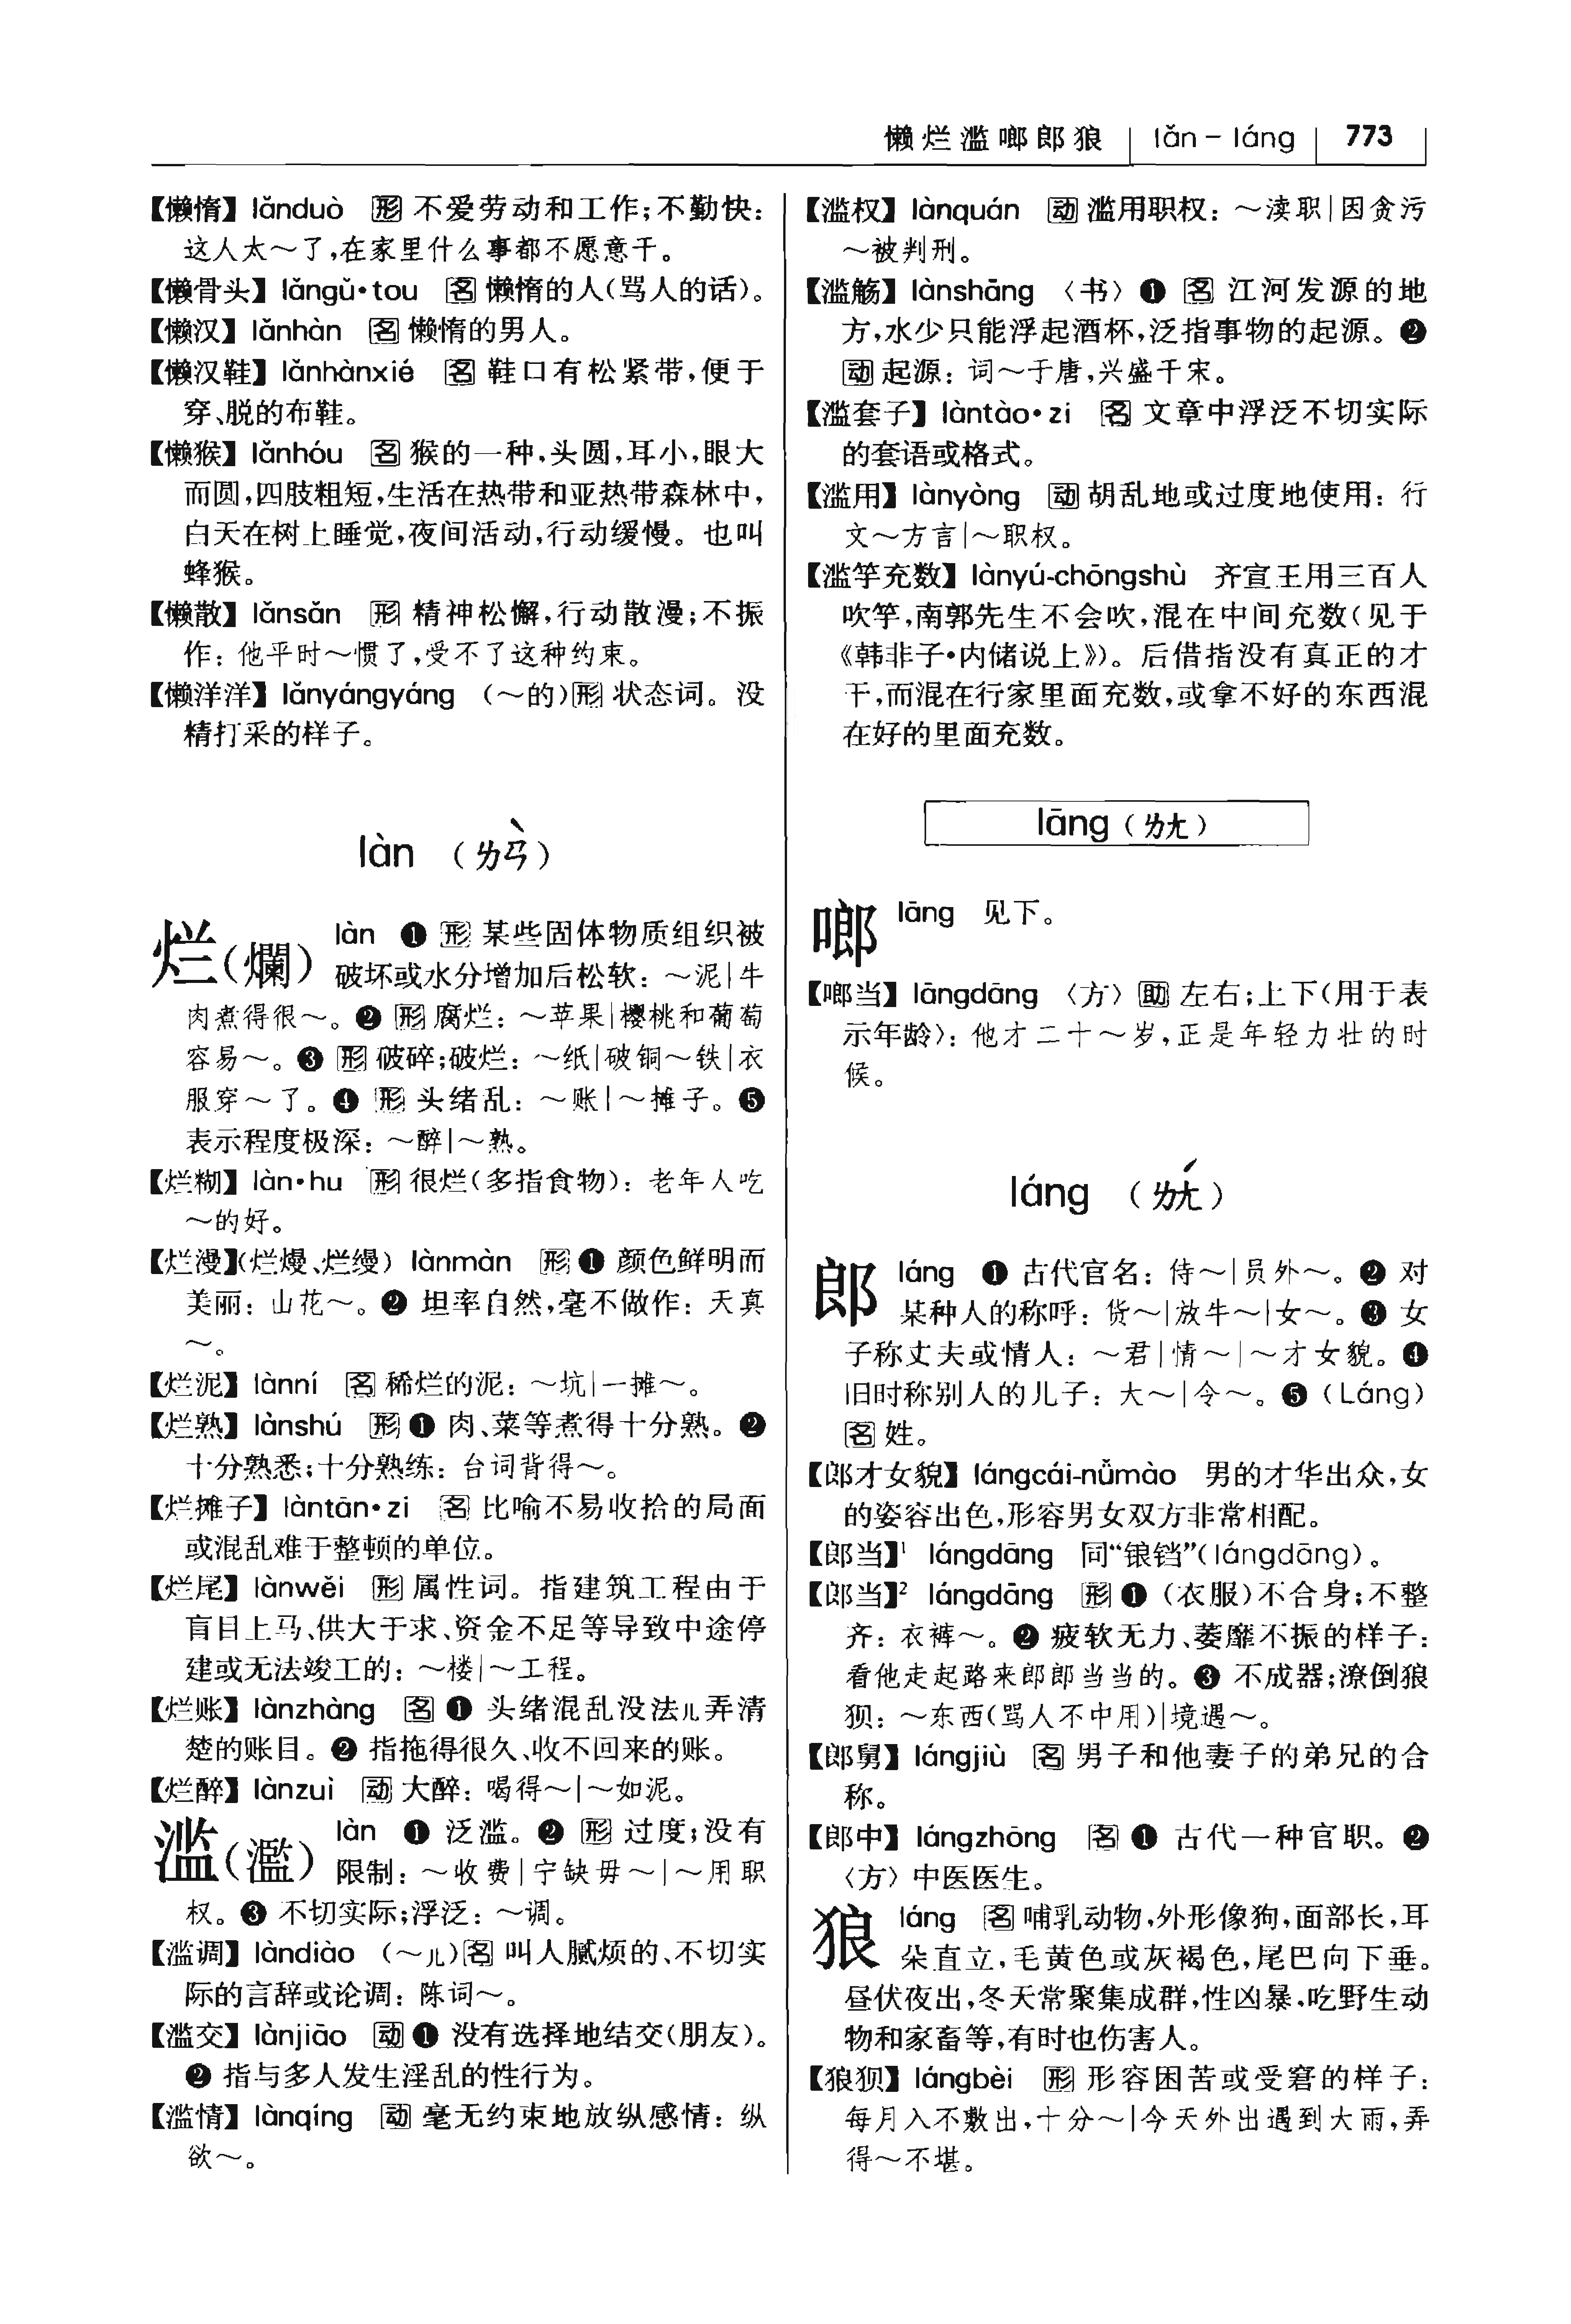 懒烂滥啷郎狼 lǎn-láng 773
【懒惰】lǎnduò 形 不爱劳动和工作;不勤快:
这人太～了,在家里什么事都不愿意干。
【懒骨头】lǎngǔ•tou 名 懒惰的人(骂人的话)。
【懒汉】lǎnhàn 名 懒惰的男人。
【懒汉鞋】lǎnhànxié 名 鞋口有松紧带,便于
穿、脱的布鞋。
【懒猴】lǎnhóu 名 猴的一种,头圆,耳小,眼大
而圆,四肢粗短,生活在热带和亚热带森林中,
白天在树上睡觉,夜间活动,行动缓慢。也叫
蜂猴。
【懒散】lǎnsǎn 形 精神松懈,行动散漫;不振
作: 他平时～惯了,受不了这种约束。
【懒洋洋】lǎnyángyáng (～的)形 状态词。没
精打采的样子。
làn (ㄌㄢˋ)
烂(爛) làn ❶ 形 某些固体物质组织被
破坏或水分增加后松软: ～泥|牛
肉煮得很～。❷ 形 腐烂: ～苹果|樱桃和葡萄
容易～。❸ 形 破碎;破烂: ～纸|破铜～铁|衣
服穿～了。❹ 形 头绪乱: ～账|～摊子。❺
表示程度极深: ～醉|～熟。
【烂糊】làn•hu 形 很烂(多指食物): 老年人吃
～的好。
【烂漫】(烂熳、烂缦) lànmàn 形 ❶ 颜色鲜明而
美丽: 山花～。❷ 坦率自然,毫不做作: 天真
～。
【烂泥】lànní 名 稀烂的泥: ～坑|一摊～。
【烂熟】lànshú 形 ❶ 肉、菜等煮得十分熟。❷
十分熟悉;十分熟练: 台词背得～。
【烂摊子】làntān•zi 名 比喻不易收拾的局面
或混乱难于整顿的单位。
【烂尾】lànwěi 形 属性词。指建筑工程由于
盲目上马、供大于求、资金不足等导致中途停
建或无法竣工的: ～楼|～工程。
【烂账】lànzhàng 名 ❶ 头绪混乱没法儿弄清
楚的账目。❷ 指拖得很久、收不回来的账。
【烂醉】lànzuì 动 大醉: 喝得～|～如泥。
滥(濫) làn ❶ 泛滥。❷ 形 过度;没有
限制: ～收费|宁缺毋～|～用职
权。❸ 不切实际;浮泛: ～调。
【滥调】làndiào (～儿)名 叫人腻烦的、不切实
际的言辞或论调: 陈词～。
【滥交】lànjiāo 动 ❶ 没有选择地结交(朋友)。
❷ 指与多人发生淫乱的性行为。
【滥情】lànqíng 动 毫无约束地放纵感情: 纵
欲～。
【滥权】lànquán 动 滥用职权: ～渎职|因贪污
～被判刑。
【滥觞】lànshāng 〈书〉❶ 名 江河发源的地
方,水少只能浮起酒杯,泛指事物的起源。❷
动 起源: 词～于唐,兴盛于宋。
【滥套子】làntào•zi 名 文章中浮泛不切实际
的套语或格式。
【滥用】lànyòng 动 胡乱地或过度地使用: 行
文～方言|～职权。
【滥竽充数】lànyú-chōngshù 齐宣王用三百人
吹竽,南郭先生不会吹,混在中间充数(见于
《韩非子•内储说上》)。后借指没有真正的才
干,而混在行家里面充数,或拿不好的东西混
在好的里面充数。
lāng (ㄌㄤ)
啷 lāng 见下。
【啷当】lāngdāng 〈方〉助 左右;上下(用于表
示年龄): 他才二十～岁,正是年轻力壮的时
候。
láng (ㄌㄤˊ)
郎 láng ❶ 古代官名: 侍～|员外～。❷ 对
某种人的称呼: 货～|放牛～|女～。❸ 女
子称丈夫或情人: ～君|情～|～才女貌。❹
旧时称别人的儿子: 大～|令～。❺ (Láng)
名 姓。
【郎才女貌】lángcái-nǚmào 男的才华出众,女
的姿容出色,形容男女双方非常相配。
【郎当】¹ lángdāng 同“锒铛”(lángdāng)。
【郎当】² lángdāng 形 ❶ (衣服)不合身;不整
齐: 衣裤～。❷ 疲软无力、萎靡不振的样子:
看他走起路来郎郎当当的。❸ 不成器;潦倒狼
狈: ～东西(骂人不中用)|境遇～。
【郎舅】lángjiù 名 男子和他妻子的弟兄的合
称。
【郎中】lángzhōng 名 ❶ 古代一种官职。❷
〈方〉中医医生。
狼 láng 名 哺乳动物,外形像狗,面部长,耳
朵直立,毛黄色或灰褐色,尾巴向下垂。
昼伏夜出,冬天常聚集成群,性凶暴,吃野生动
物和家畜等,有时也伤害人。
【狼狈】lángbèi 形 形容困苦或受窘的样子:
每月入不敷出,十分～|今天外出遇到大雨,弄
得～不堪。